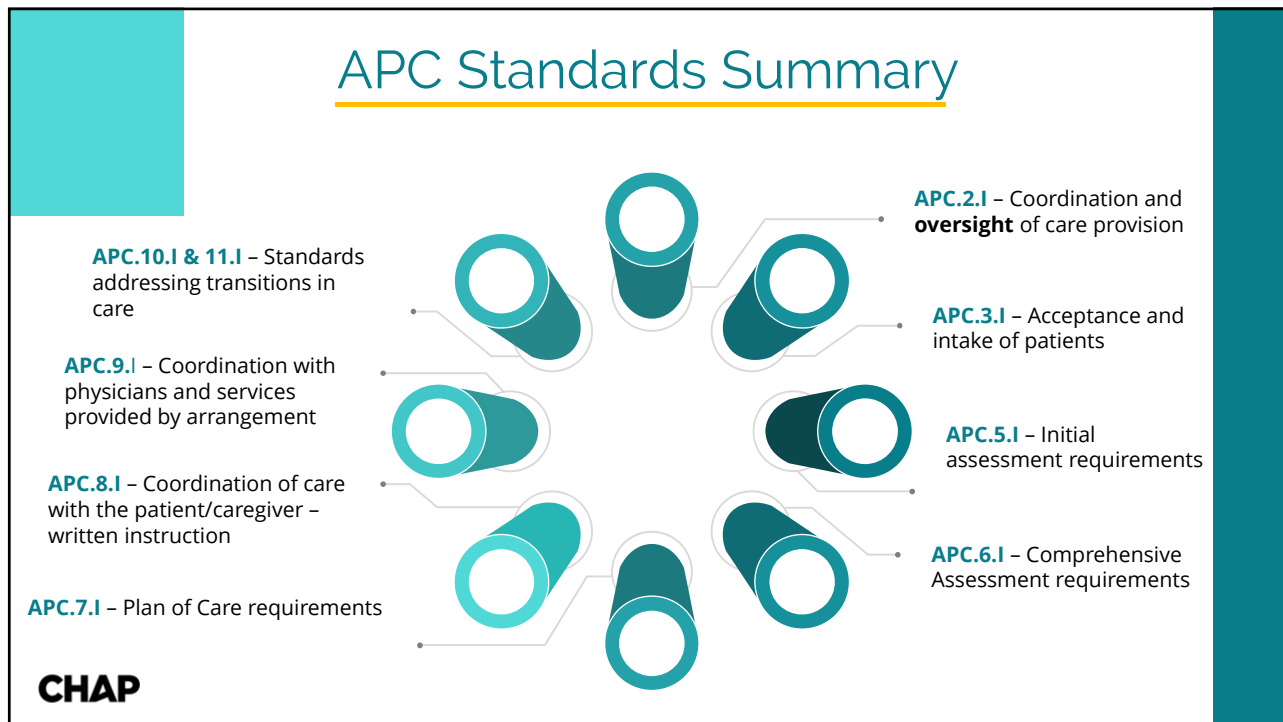 APC Standards Summary
APC.2.I – Coordination and
oversight of care provision
APC.3.I – Acceptance and
intake of patients
APC.5.I – Initial
assessment requirements
APC.6.I – Comprehensive
Assessment requirements
APC.7.I – Plan of Care requirements
APC.8.I – Coordination of care
with the patient/caregiver –
written instruction
APC.9.I – Coordination with
physicians and services
provided by arrangement
APC.10.I & 11.I – Standards
addressing transitions in
care
CHAP